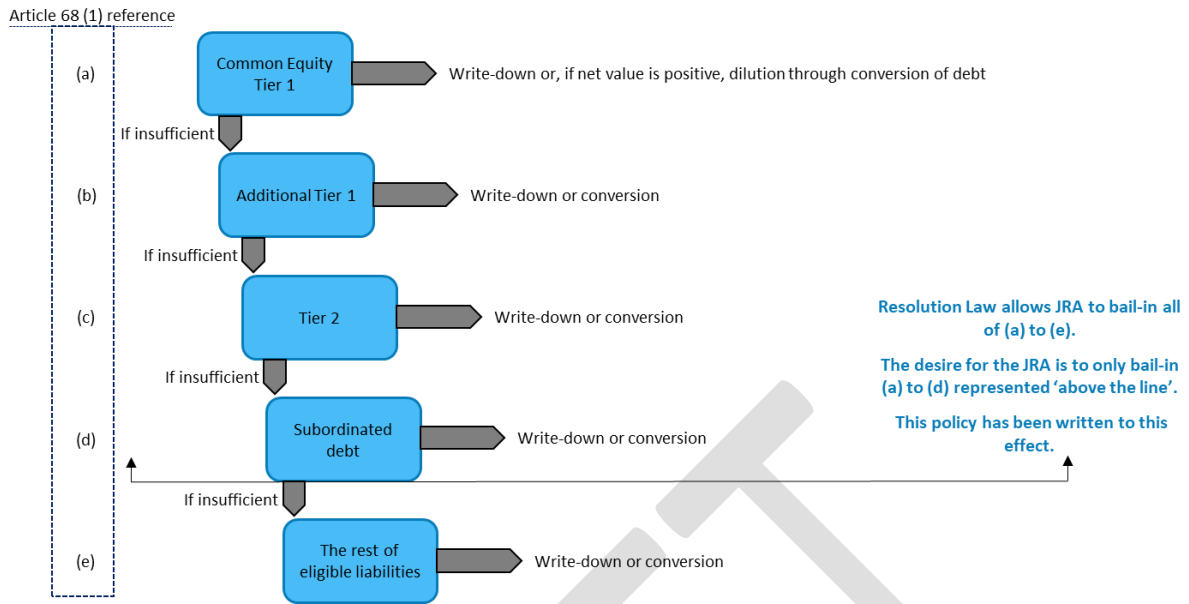 Article 68 (1) reference
(a)
Common Equity
Tier 1
Write-down or, if net value is positive, dilution through conversion of debt
If insufficient
(b)
Additional Tier 1
Write-down or conversion
If insufficient
(c)
Tier 2
Write-down or conversion
Resolution Law allows JRA to bail-in all
of (a) to (e).
The desire for the JRA is to only bail-in
(a) to (d) represented ‘above the line’.
This policy has been written to this
effect.
If insufficient
(d)
Subordinated
debt
Write-down or conversion
If insufficient
(e)
The rest of
eligible liabilities
Write-down or conversion